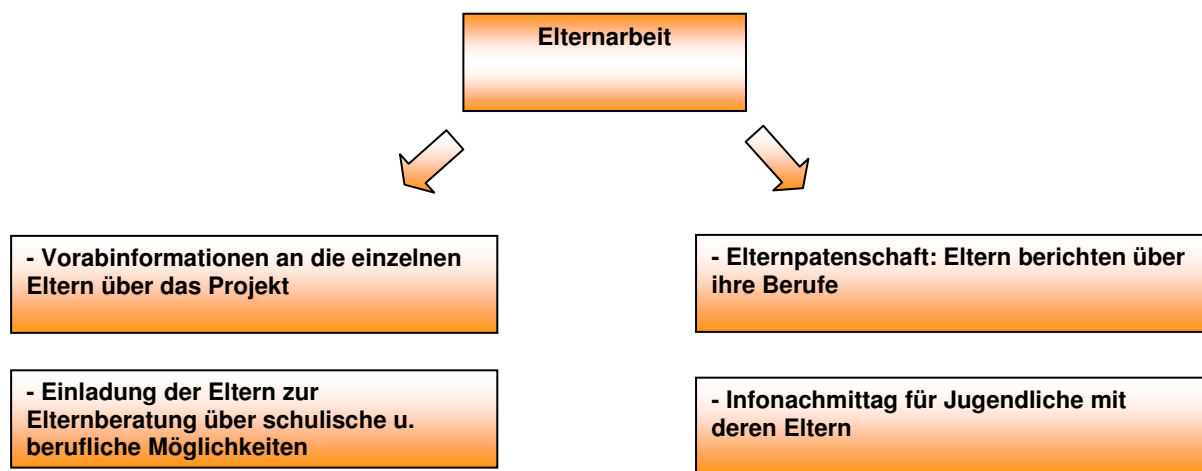 Elternarbeit
- Vorabinformationen an die einzelnen
Eltern über das Projekt
- Einladung der Eltern zur
Elternberatung über schulische u.
berufliche Möglichkeiten
- Elternpatenschaft: Eltern berichten über
ihre Berufe
- Infonachmittag für Jugendliche mit
deren Eltern